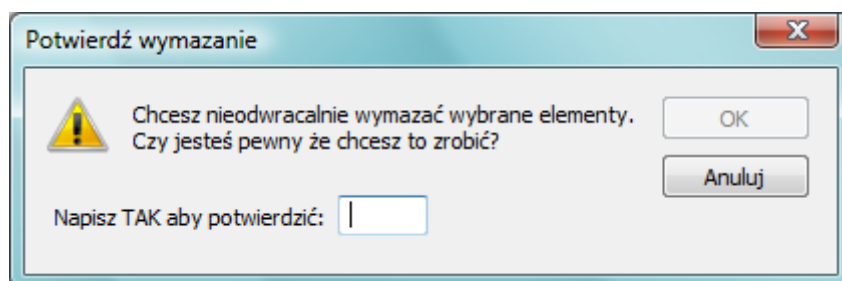 Potwierdź wymazanie
Chcesz nieodwracalnie wymazać wybrane elementy.
Czy jesteś pewny że chcesz to zrobić?
OK
Anuluj
Napisz TAK aby potwierdzić: